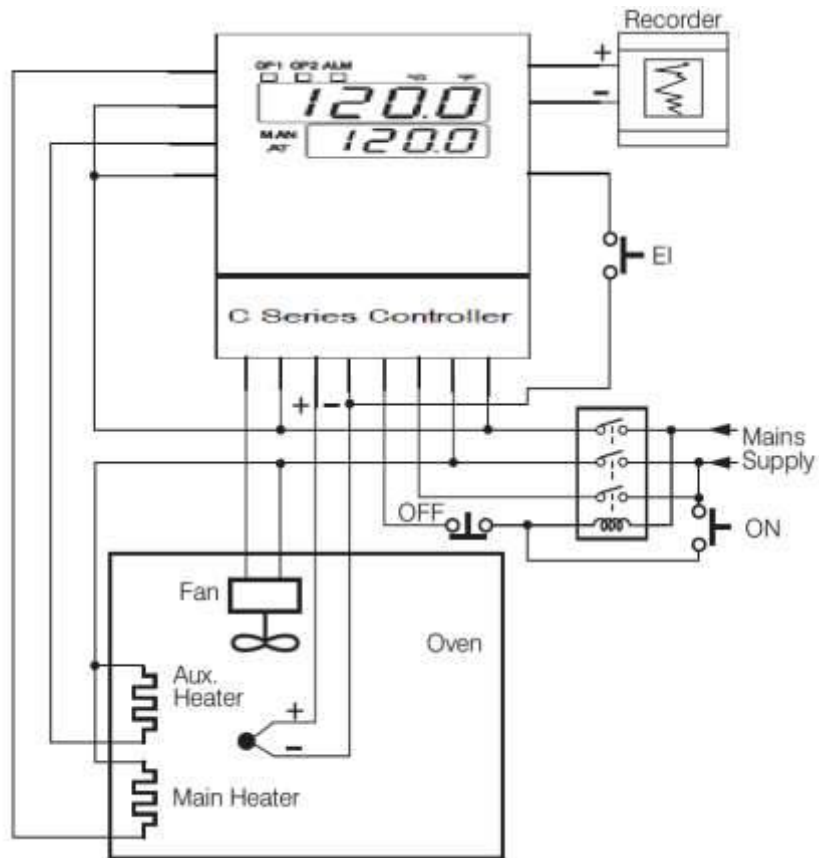 Recorder
OP1 OP2 ALM °C °F
120.0
MAN
AT
120.0
+
-
EI
C Series Controller
+ -
Mains
Supply
OFF
ON
Fan
Oven
Aux.
Heater
+
-
Main Heater